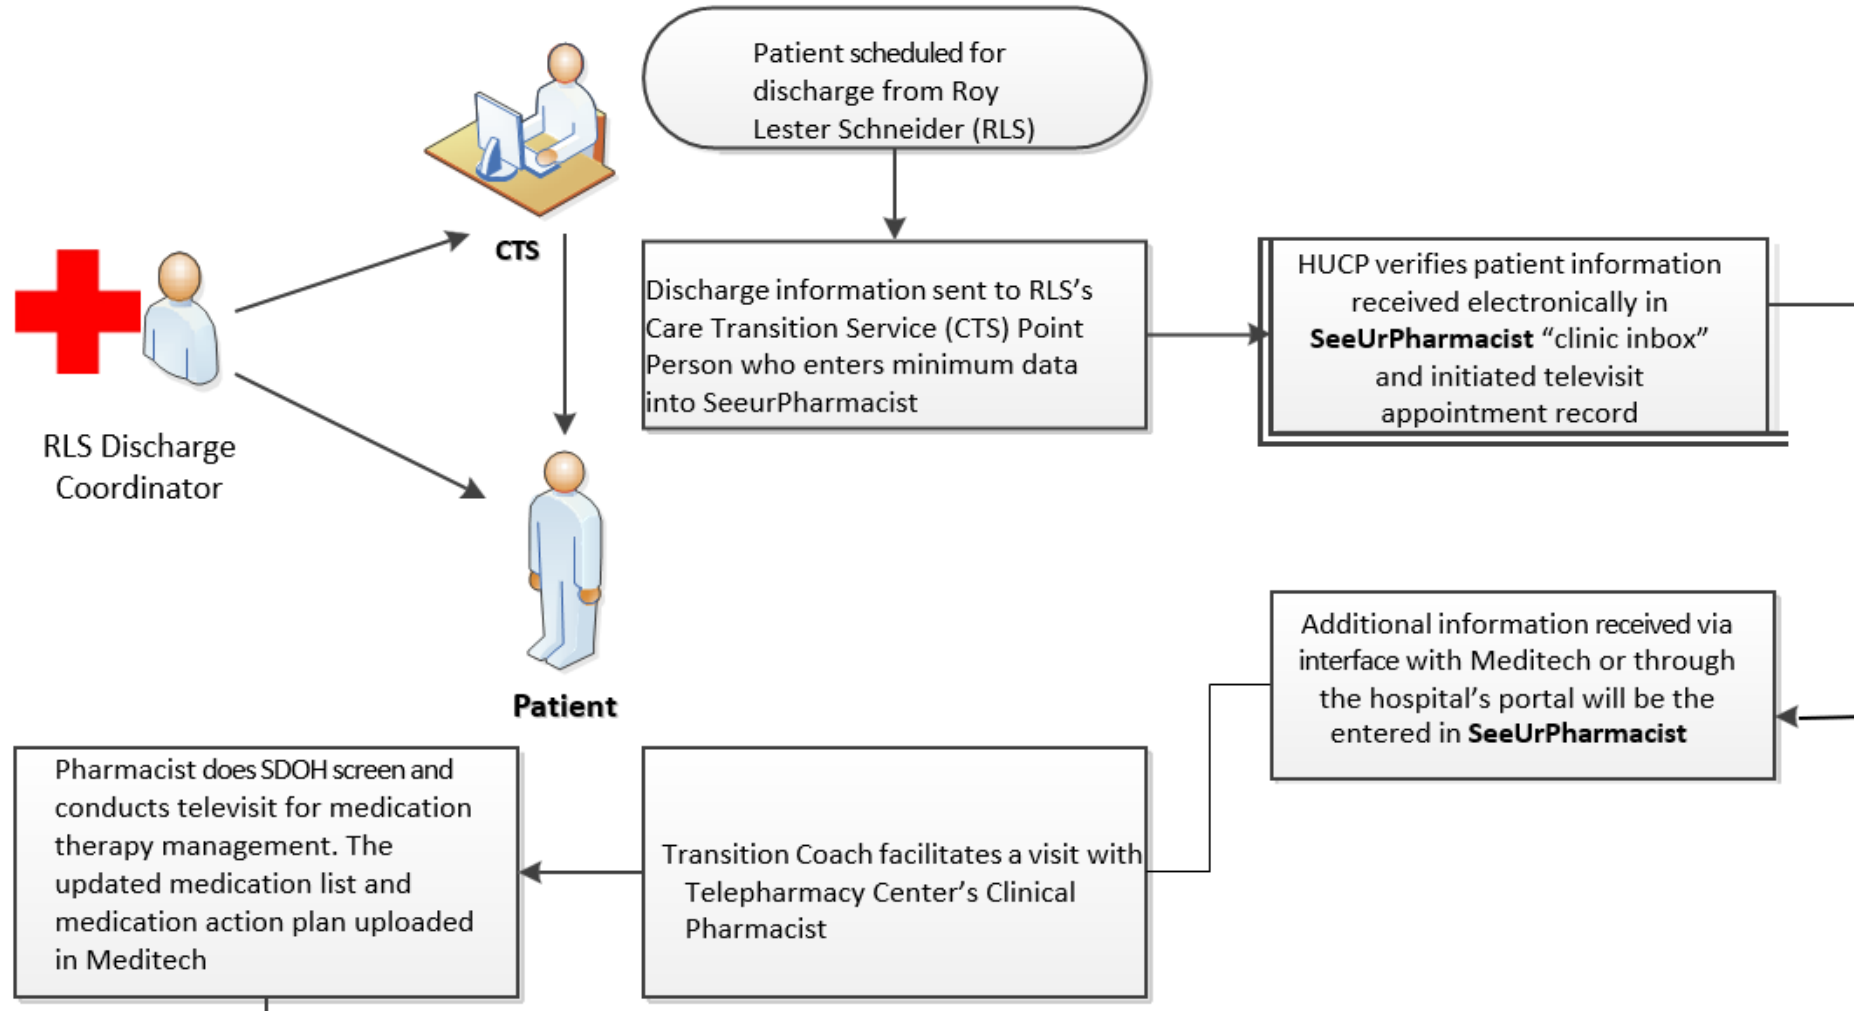 Patient scheduled for
discharge from Roy
Lester Schneider (RLS)
CTS
RLS Discharge
Coordinator
Patient
Discharge information sent to RLS’s
Care Transition Service (CTS) Point
Person who enters minimum data
into SeeurPharmacist
HUCP verifies patient information
received electronically in
SeeUrPharmacist “clinic inbox”
and initiated televisit
appointment record
Additional information received via
interface with Meditech or through
the hospital’s portal will be the
entered in SeeUrPharmacist
Transition Coach facilitates a visit with
Telepharmacy Center’s Clinical
Pharmacist
Pharmacist does SDOH screen and
conducts televisit for medication
therapy management. The
updated medication list and
medication action plan uploaded
in Meditech